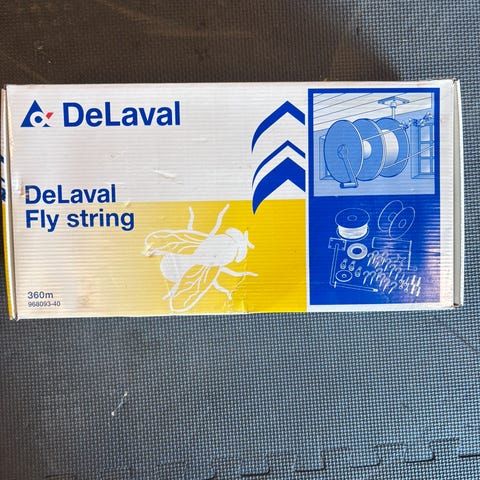 DeLaval
DeLaval
Fly string
360m
968093-40